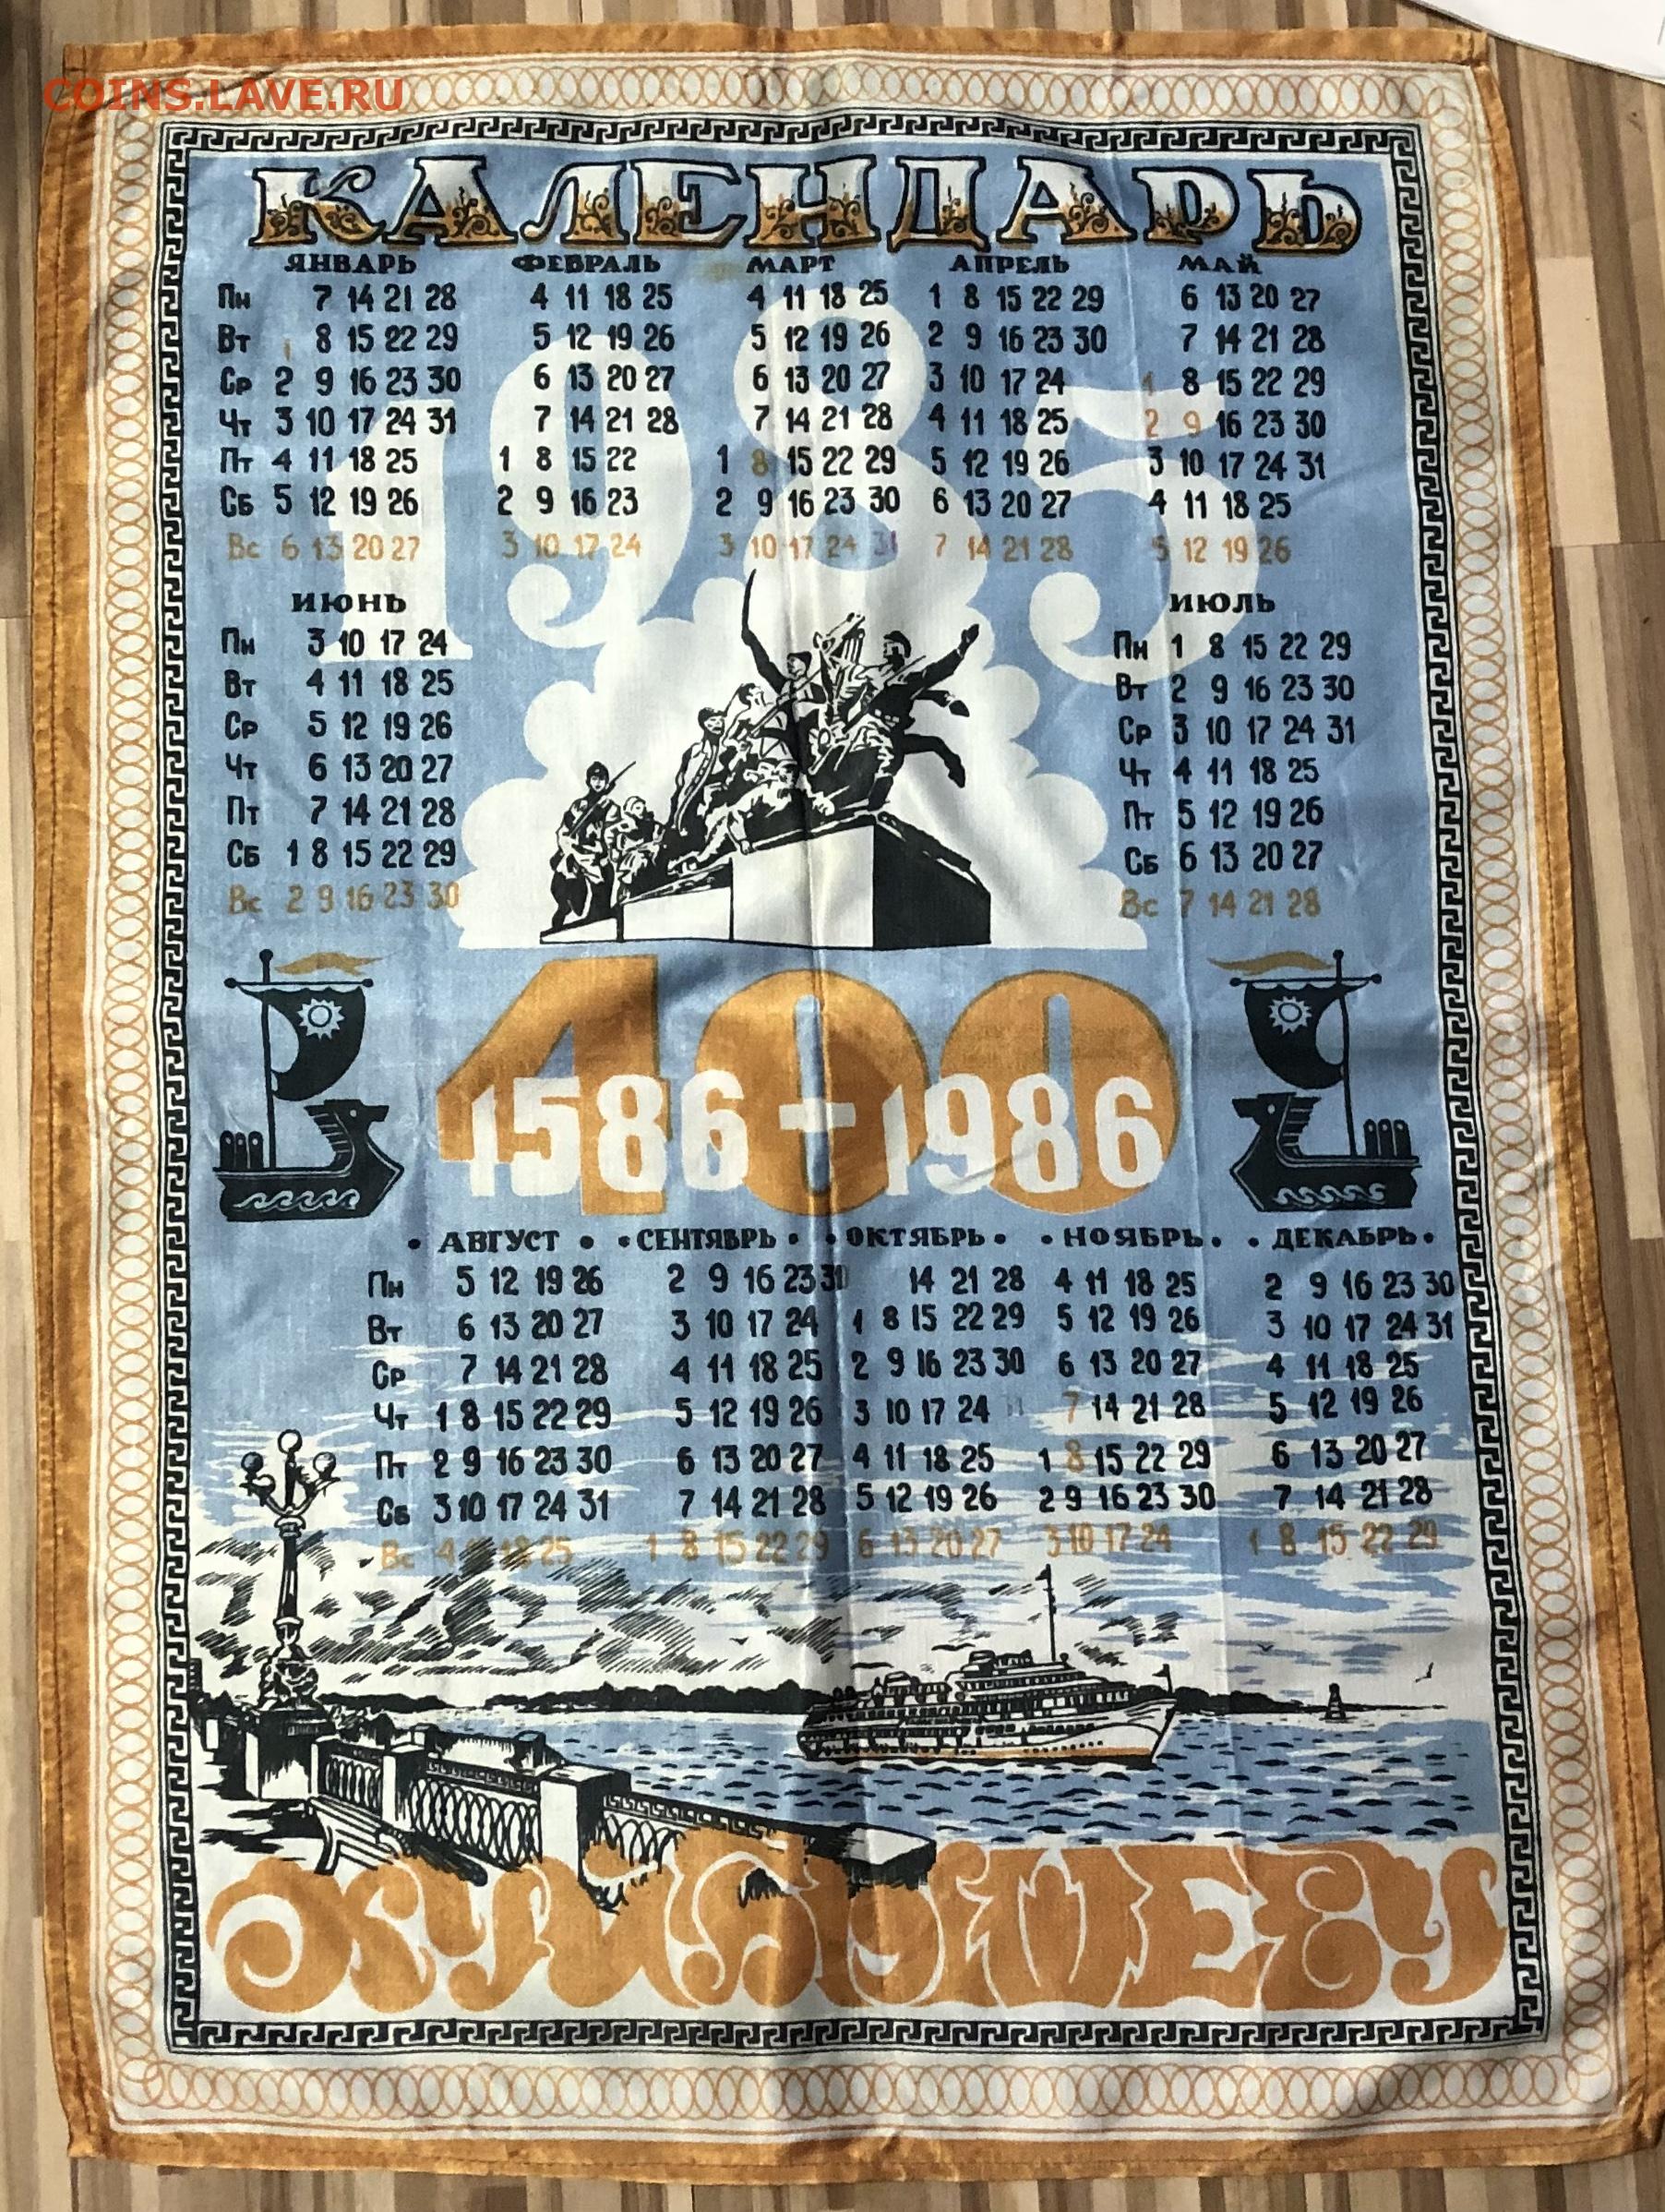 COINS.LAVE.RU
КАЛЕНДАРЬ
1985
ЯНВАРЬ ФЕВРАЛЬ МАРТ АПРЕЛЬ МАЙ
Пн 7 14 21 28 4 11 18 25 4 11 18 25 1 8 15 22 29 6 13 20 27
Вт 1 8 15 22 29 5 12 19 26 5 12 19 26 2 9 16 23 30 7 14 21 28
Ср 2 9 16 23 30 6 13 20 27 6 13 20 27 3 10 17 24 1 8 15 22 29
Чт 3 10 17 24 31 7 14 21 28 7 14 21 28 4 11 18 25 2 9 16 23 30
Пт 4 11 18 25 1 8 15 22 1 8 15 22 29 5 12 19 26 3 10 17 24 31
Сб 5 12 19 26 2 9 16 23 2 9 16 23 30 6 13 20 27 4 11 18 25
Вс 6 13 20 27 3 10 17 24 3 10 17 24 31 7 14 21 28 5 12 19 26
ИЮНЬ ИЮЛЬ
Пн 3 10 17 24 Пн 1 8 15 22 29
Вт 4 11 18 25 Вт 2 9 16 23 30
Ср 5 12 19 26 Ср 3 10 17 24 31
Чт 6 13 20 27 Чт 4 11 18 25
Пт 7 14 21 28 Пт 5 12 19 26
Сб 1 8 15 22 29 Сб 6 13 20 27
Вс 2 9 16 23 30 Вс 7 14 21 28
400
1586-1986
• АВГУСТ • • СЕНТЯБРЬ • • ОКТЯБРЬ • • НОЯБРЬ • • ДЕКАБРЬ •
Пн 5 12 19 26 2 9 16 23 30 14 21 28 4 11 18 25 2 9 16 23 30
Вт 6 13 20 27 3 10 17 24 1 8 15 22 29 5 12 19 26 3 10 17 24 31
Ср 7 14 21 28 4 11 18 25 2 9 16 23 30 6 13 20 27 4 11 18 25
Чт 1 8 15 22 29 5 12 19 26 3 10 17 24 7 14 21 28 5 12 19 26
Пт 2 9 16 23 30 6 13 20 27 4 11 18 25 1 8 15 22 29 6 13 20 27
Сб 3 10 17 24 31 7 14 21 28 5 12 19 26 2 9 16 23 30 7 14 21 28
Вс 4 11 18 25 1 8 15 22 29 6 13 20 27 3 10 17 24 1 8 15 22 29
КУЙБЫШЕВУ